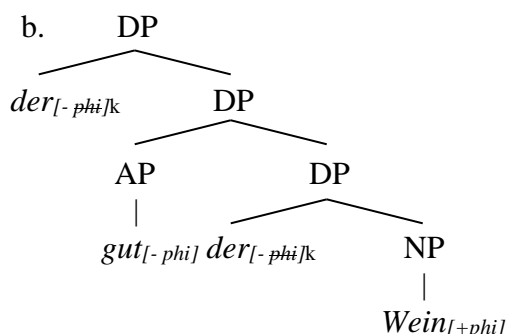 b. DP
der[- phi]k DP
AP DP
gut[- phi] der[- phi]k NP
Wein[+phi]